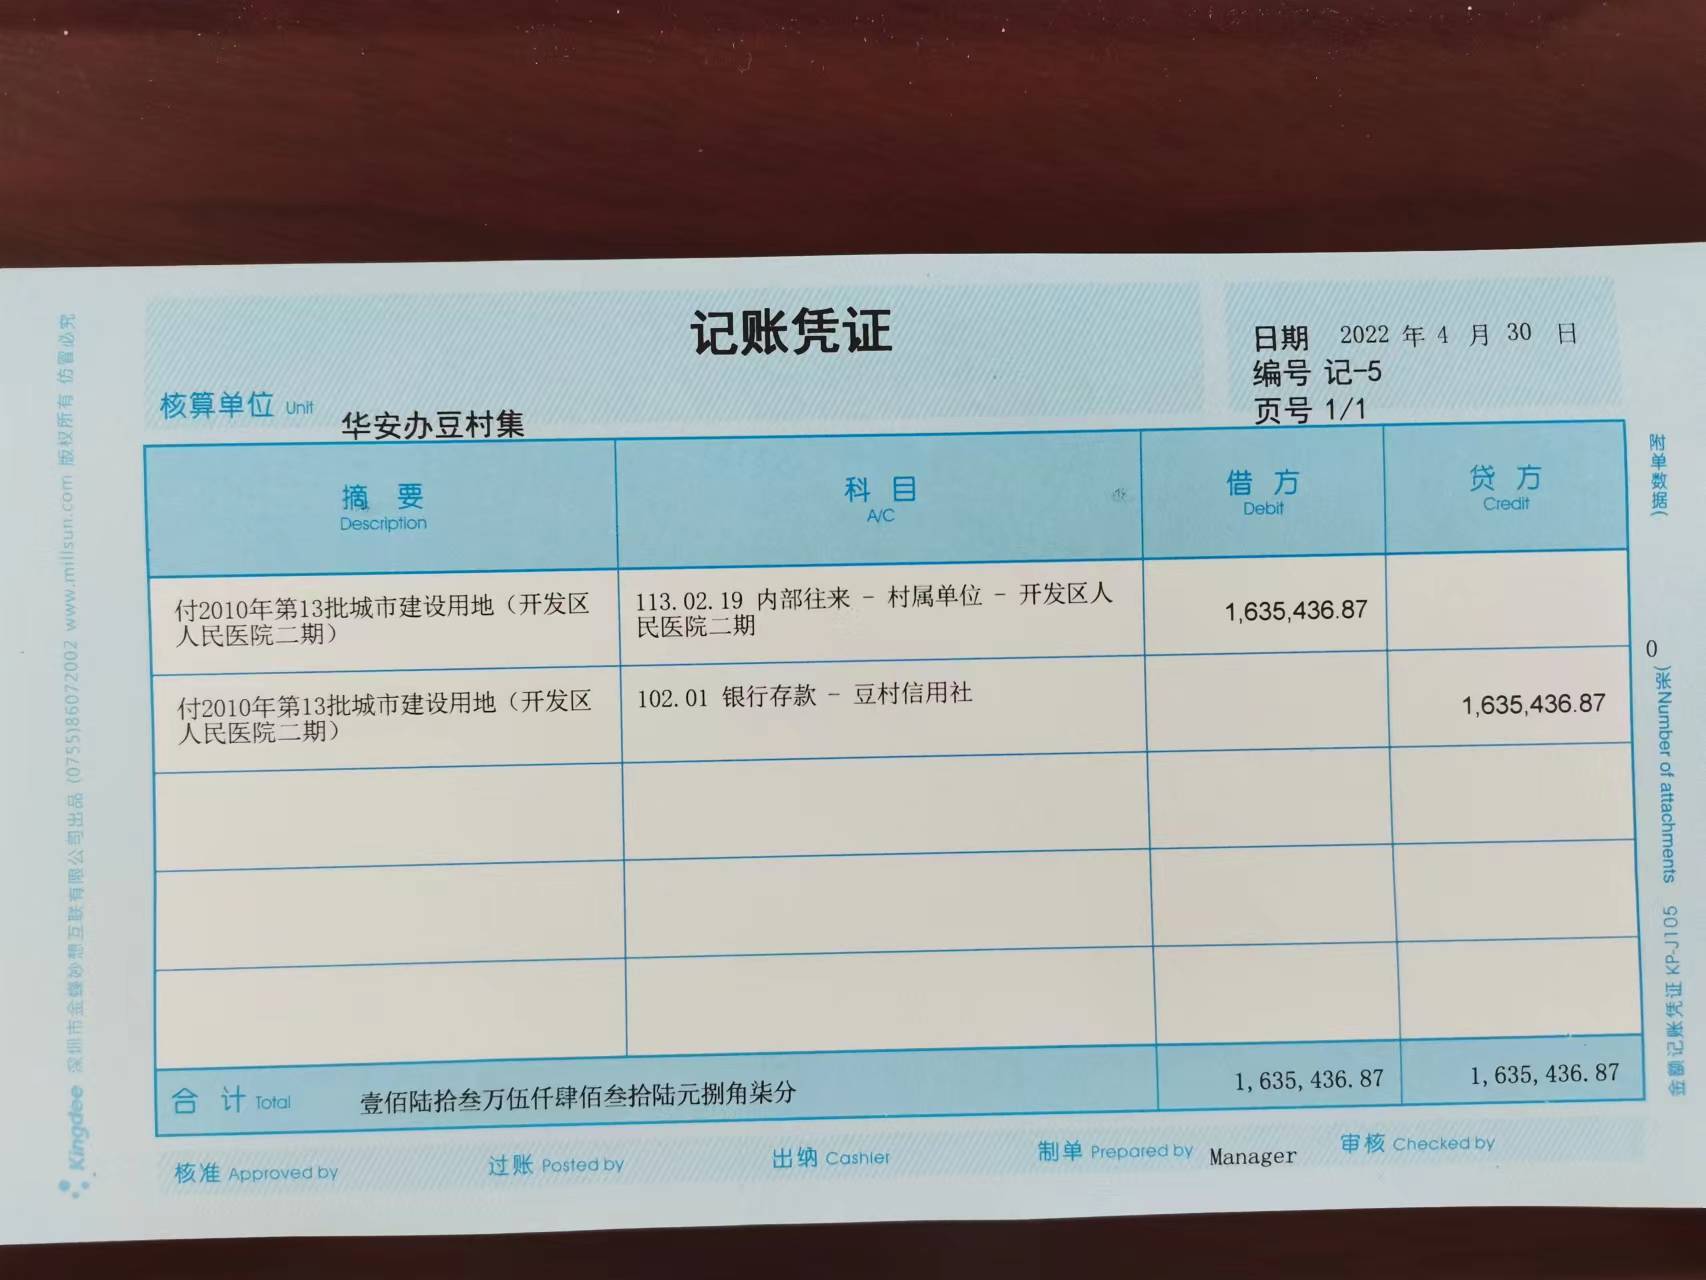 记账凭证
日期 2022 年 4 月 30 日
编号 记-5
页号 1/1
核算单位 Unit 华安办豆村集
摘要 科目 借方 贷方
Description A/C Debit Credit
付2010年第13批城市建设用地（开发区 113.02.19 内部往来 - 村属单位 - 开发区人 1,635,436.87
人民医院二期） 民医院二期
付2010年第13批城市建设用地（开发区 102.01 银行存款 - 豆村信用社 1,635,436.87
人民医院二期）
合计 Total 壹佰陆拾叁万伍仟肆佰叁拾陆元捌角柒分 1,635,436.87 1,635,436.87
核准 Approved by 过账 Posted by 出纳 Cashier 制单 Prepared by Manager 审核 Checked by
附单数据( 0 )张Number of attachments 金额记账凭证 KP-J105
Kingdee 深圳市金蝶妙想互联有限公司出品 (0755)86072002 www.millsun.com 版权所有 仿冒必究